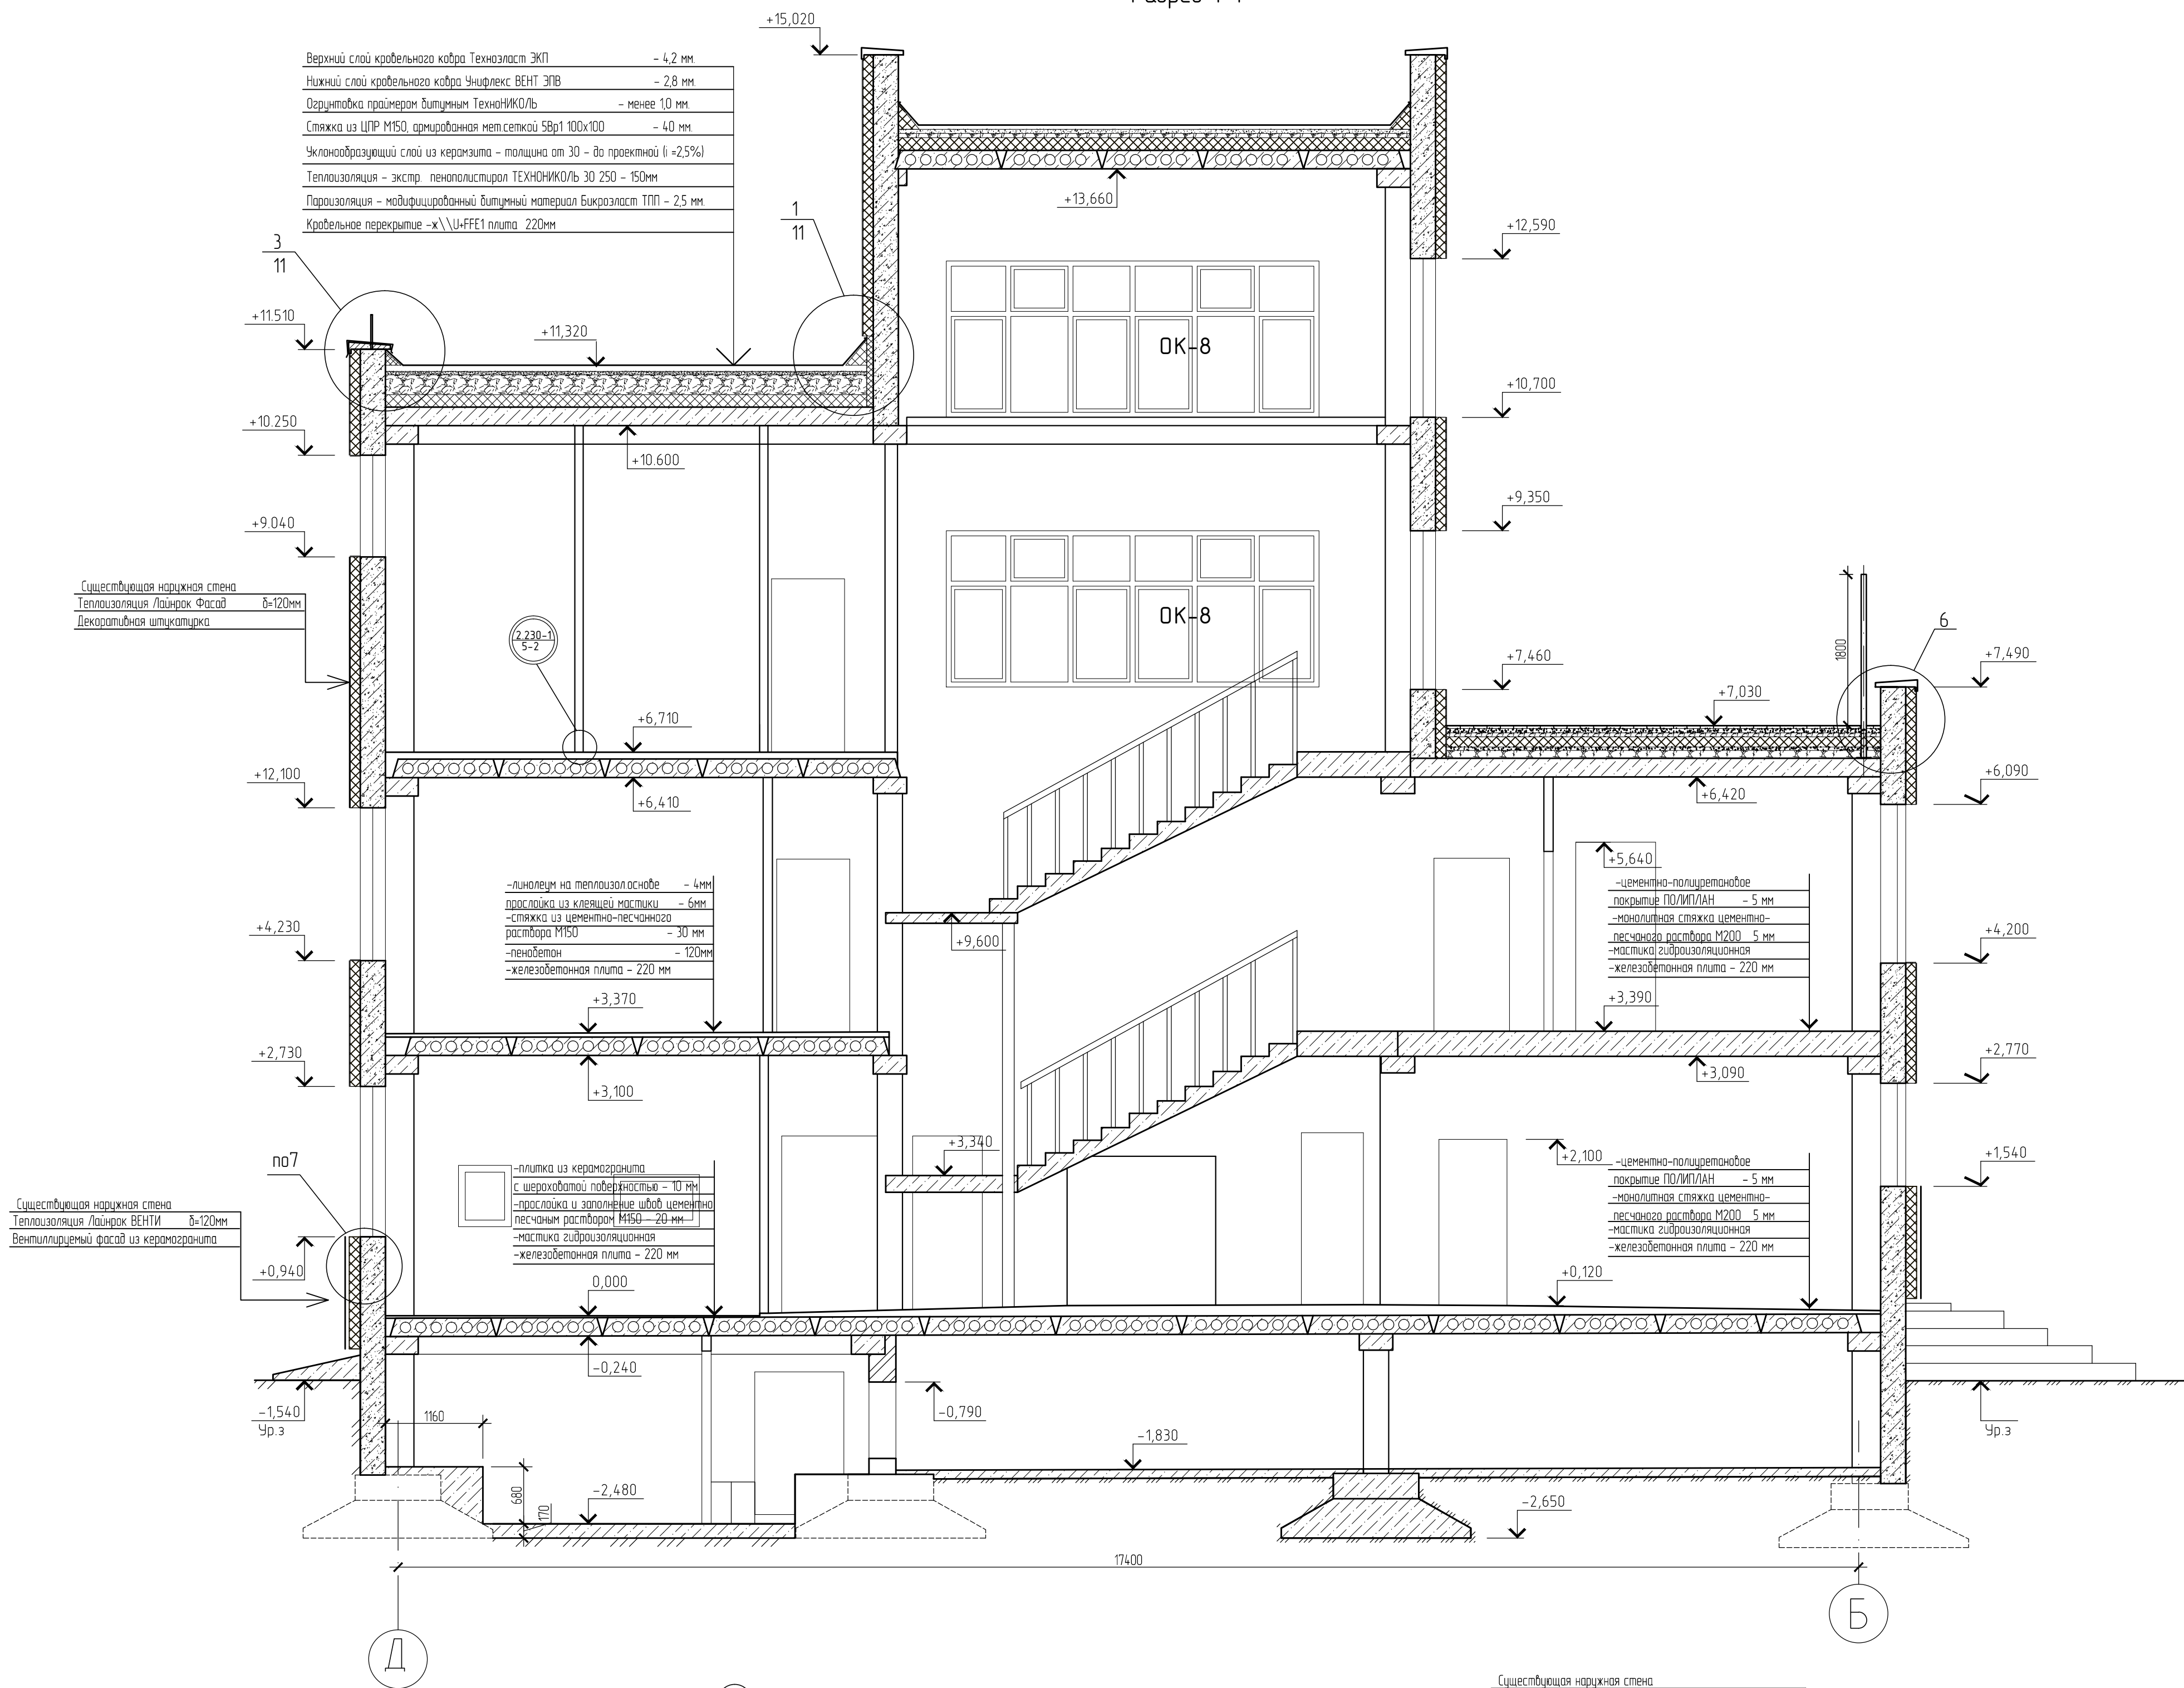 +15,020
Верхний слой кровельного ковра Техноэласт ЭКП - 4,2 мм.
Нижний слой кровельного ковра Унифлекс ВЕНТ ЭПВ - 2,8 мм.
Огрунтовка праймером битумным ТехноНИКОЛЬ - менее 1,0 мм.
Стяжка из ЦПР М150, армированная мет.сеткой 5Вр1 100х100 - 40 мм.
Уклонообразующий слой из керамзита - толщина от 30 - до проектной (i =2,5%)
Теплоизоляция - экстр. пенополистирол ТЕХНОНИКОЛЬ 30 250 - 150мм
Пароизоляция - модифицированный битумный материал Бикроэласт ТПП - 2,5 мм.
Кровельное перекрытие -ж\\U+FFE1 плита 220мм
+13,660
1
11
3
11
+12,590
+11.510
+11,320
ОК-8
+10,700
+10.250
+10.600
+9,350
+9.040
Существующая наружная стена
Теплоизоляция Лайнрок Фасад δ=120мм
Декоративная штукатурка
2.230-1
5-2
ОК-8
1800
6
+7,460
+7,490
+7,030
+6,710
+12,100
+6,410
+6,420
+6,090
+5,640
-линолеум на теплоизол.основе - 4мм
прослойка из клеящей мастики - 6мм
-стяжка из цементно-песчанного
раствора М150 - 30 мм
-пенобетон - 120мм
-железобетонная плита - 220 мм
-цементно-полиуретановое
покрытие ПОЛИПЛАН - 5 мм
-монолитная стяжка цементно-
песчаного раствора М200 5 мм
-мастика гидроизоляционная
-железобетонная плита - 220 мм
+4,230
+9,600
+4,200
+3,370
+3,390
+2,730
+3,100
+3,090
+2,770
+3,340
+2,100
+1,540
по7
-плитка из керамогранита
с шероховатой поверхностью - 10 мм
-прослойка и заполнение швов цементно
песчаным раствором М150 - 20 мм
-мастика гидроизоляционная
-железобетонная плита - 220 мм
-цементно-полиуретановое
покрытие ПОЛИПЛАН - 5 мм
-монолитная стяжка цементно-
песчаного раствора М200 5 мм
-мастика гидроизоляционная
-железобетонная плита - 220 мм
Существующая наружная стена
Теплоизоляция Лайнрок ВЕНТИ δ=120мм
Вентиллируемый фасад из керамогранита
+0,940
0,000
+0,120
-0,240
-1,540
Ур.з
1160
-0,790
Ур.з
-1,830
680
170
-2,480
-2,650
17400
Д
Б
Существующая наружная стена